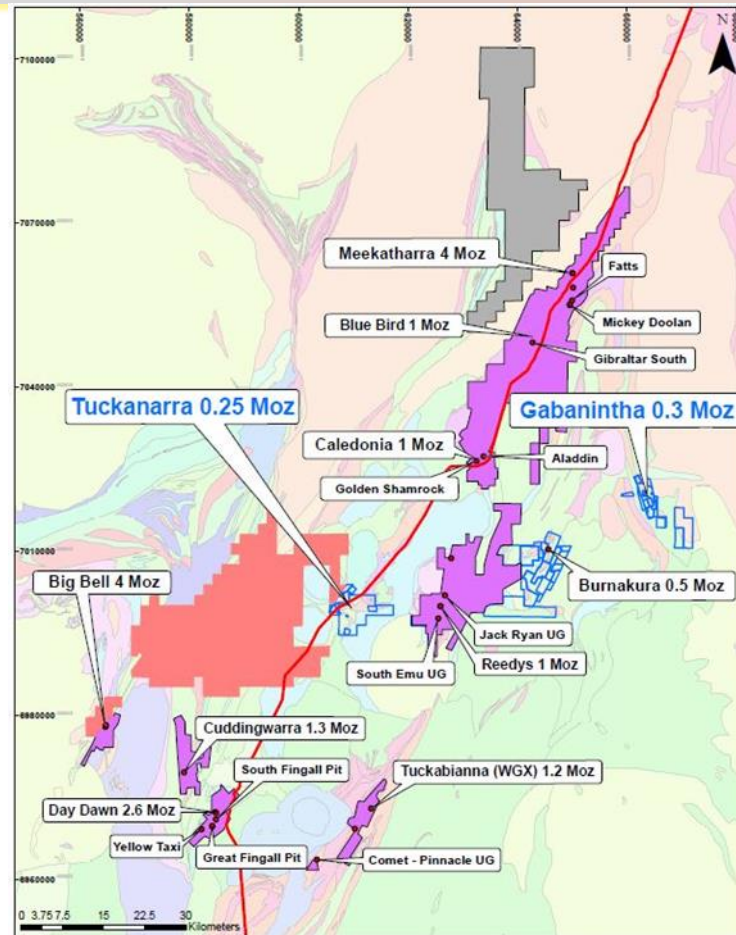 N
7100000
7070000
Meekatharra 4 Moz
Fatts
Mickey Doolan
Blue Bird 1 Moz
Gibraltar South
7040000
Tuckanarra 0.25 Moz
Gabanintha 0.3 Moz
Caledonia 1 Moz
Aladdin
Golden Shamrock
7010000
Big Bell 4 Moz
Burnakura 0.5 Moz
Jack Ryan UG
South Emu UG
Reedys 1 Moz
6980000
Cuddingwarra 1.3 Moz
South Fingall Pit
Tuckabianna (WGX) 1.2 Moz
Day Dawn 2.6 Moz
Yellow Taxi
Great Fingall Pit
Comet - Pinnacle UG
0 3.75 7.5 15 22.5 30
Kilometers